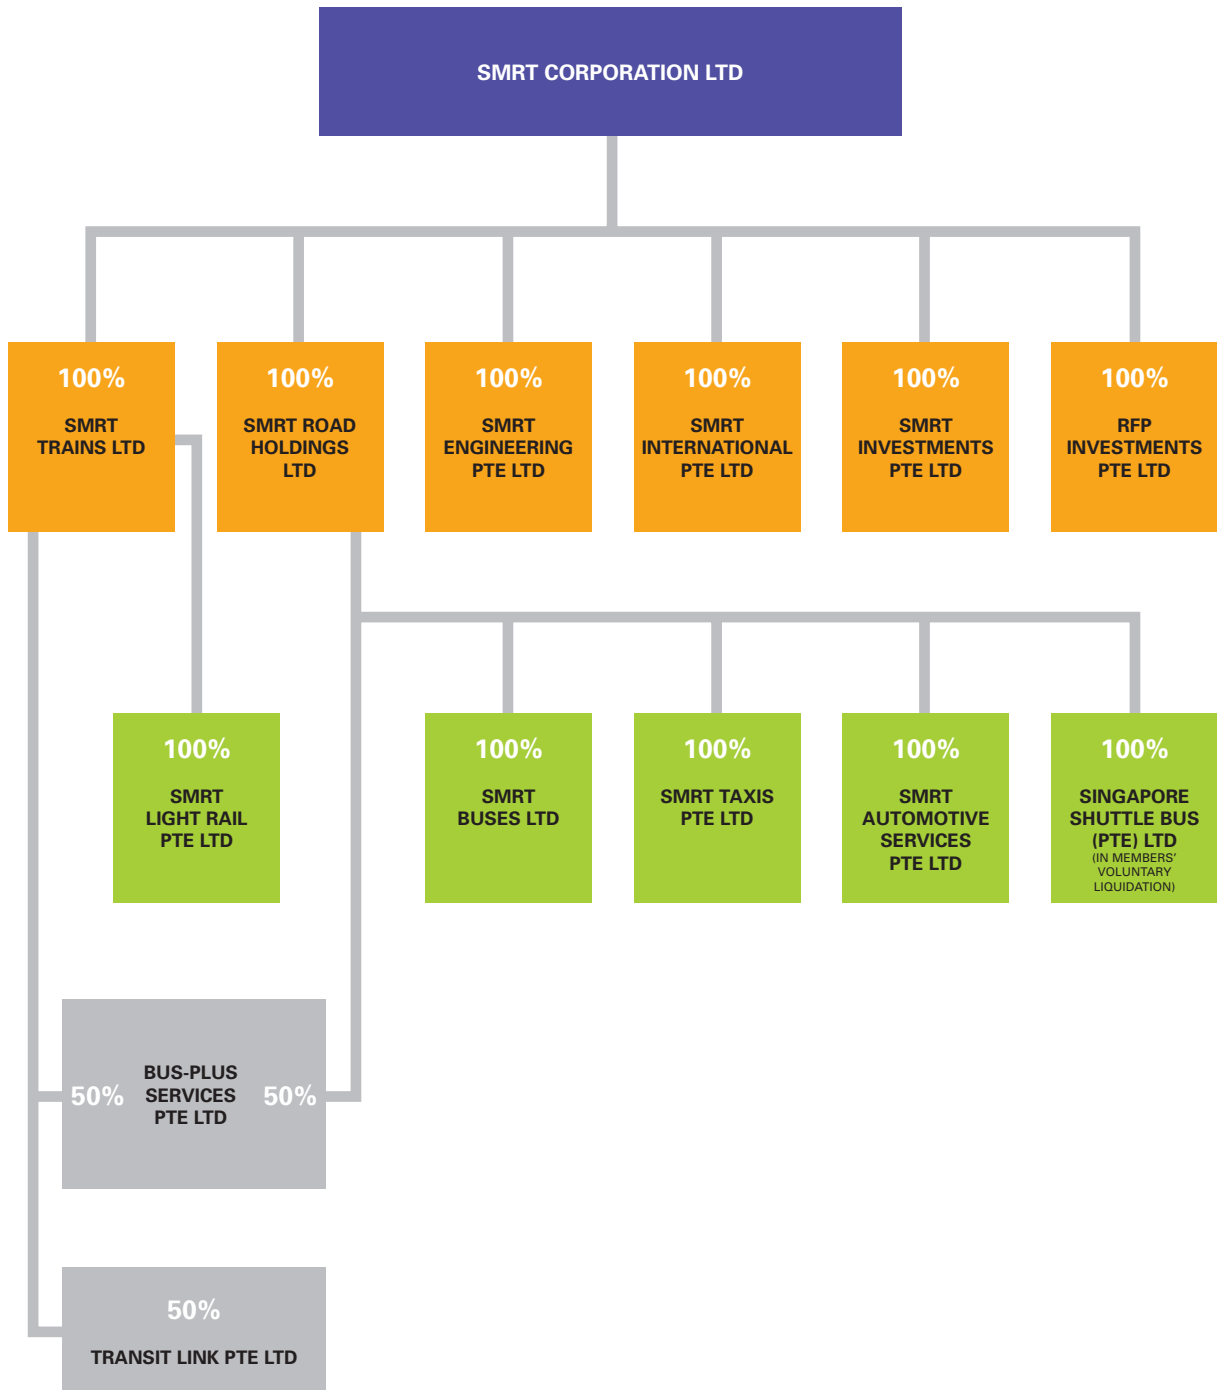 SMRT CORPORATION LTD
100%
SMRT
TRAINS LTD
100%
SMRT ROAD
HOLDINGS
LTD
100%
SMRT
ENGINEERING
PTE LTD
100%
SMRT
INTERNATIONAL
PTE LTD
100%
SMRT
INVESTMENTS
PTE LTD
100%
RFP
INVESTMENTS
PTE LTD
100%
SMRT
LIGHT RAIL
PTE LTD
100%
SMRT
BUSES LTD
100%
SMRT TAXIS
PTE LTD
100%
SMRT
AUTOMOTIVE
SERVICES
PTE LTD
100%
SINGAPORE
SHUTTLE BUS
(PTE) LTD
(IN MEMBERS’
VOLUNTARY
LIQUIDATION)
50%
BUS-PLUS
SERVICES
PTE LTD
50%
50%
TRANSIT LINK PTE LTD